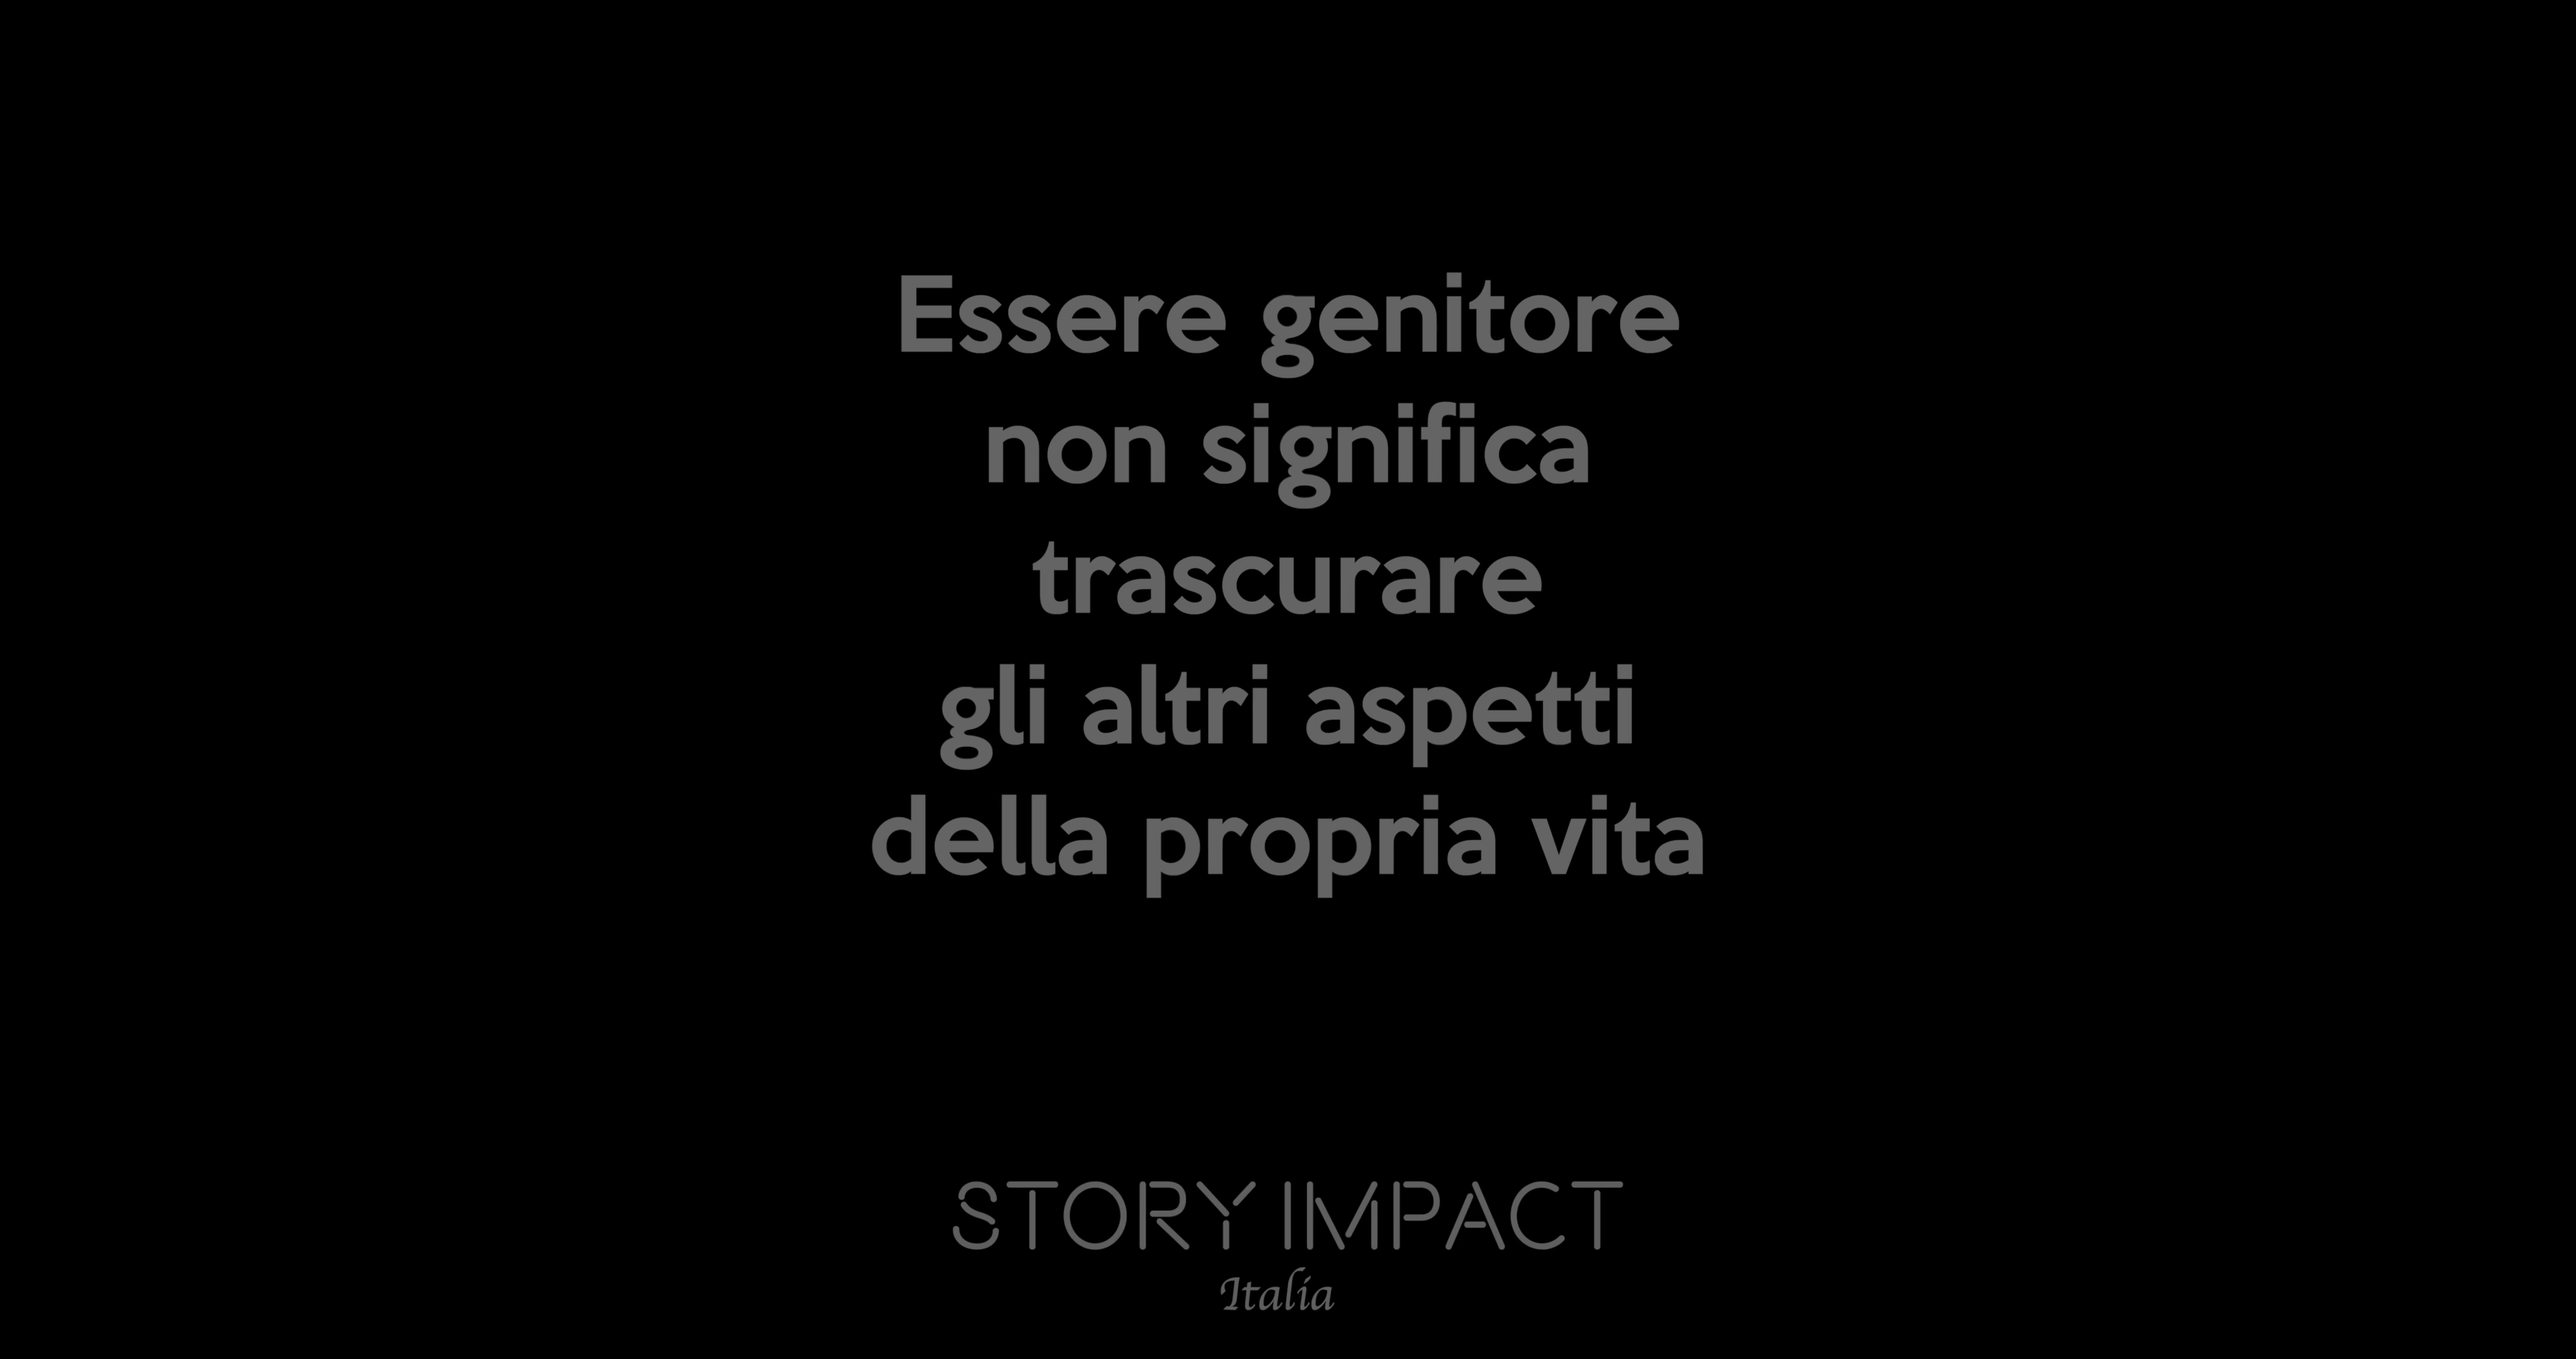 Essere genitore
non significa
trascurare
gli altri aspetti
della propria vita
STORY IMPACT
Italia